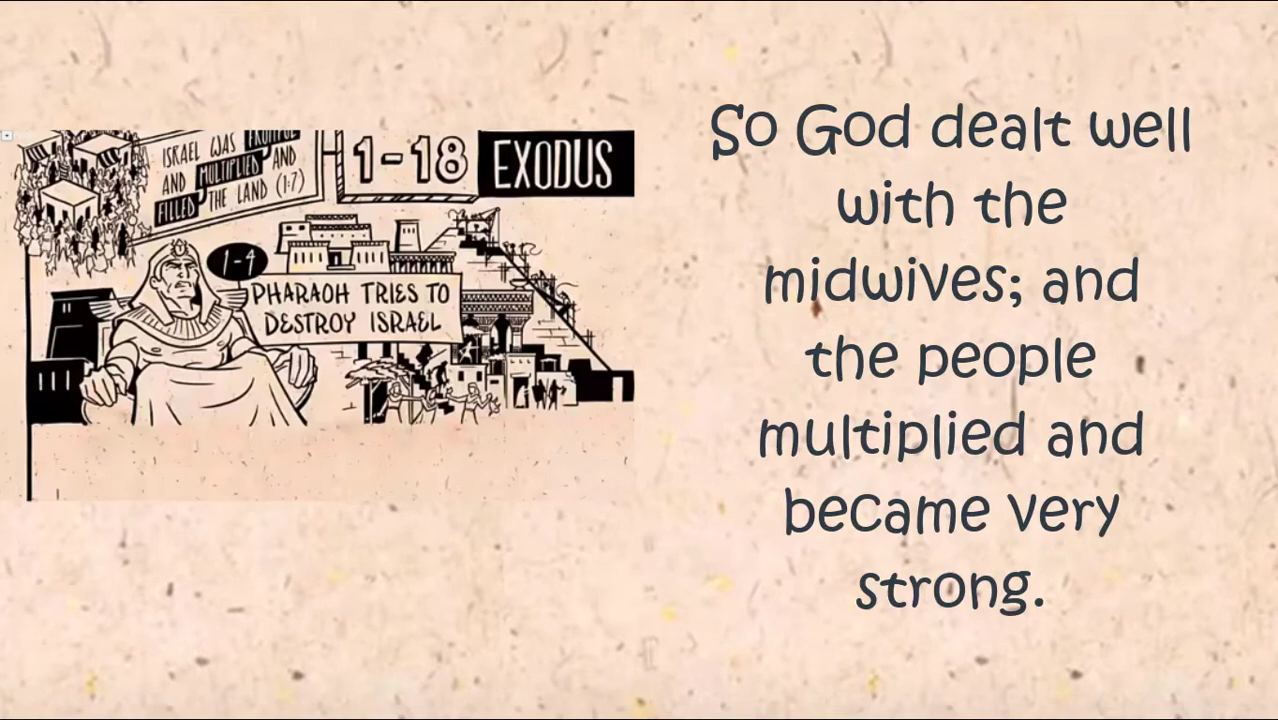 ISRAEL WAS FRUITFUL
AND MULTIPLIED AND
FILLED THE LAND (1:7)
1-18 EXODUS
1-4
PHARAOH TRIES TO
DESTROY ISRAEL
So God dealt well
with the
midwives; and
the people
multiplied and
became very
strong.